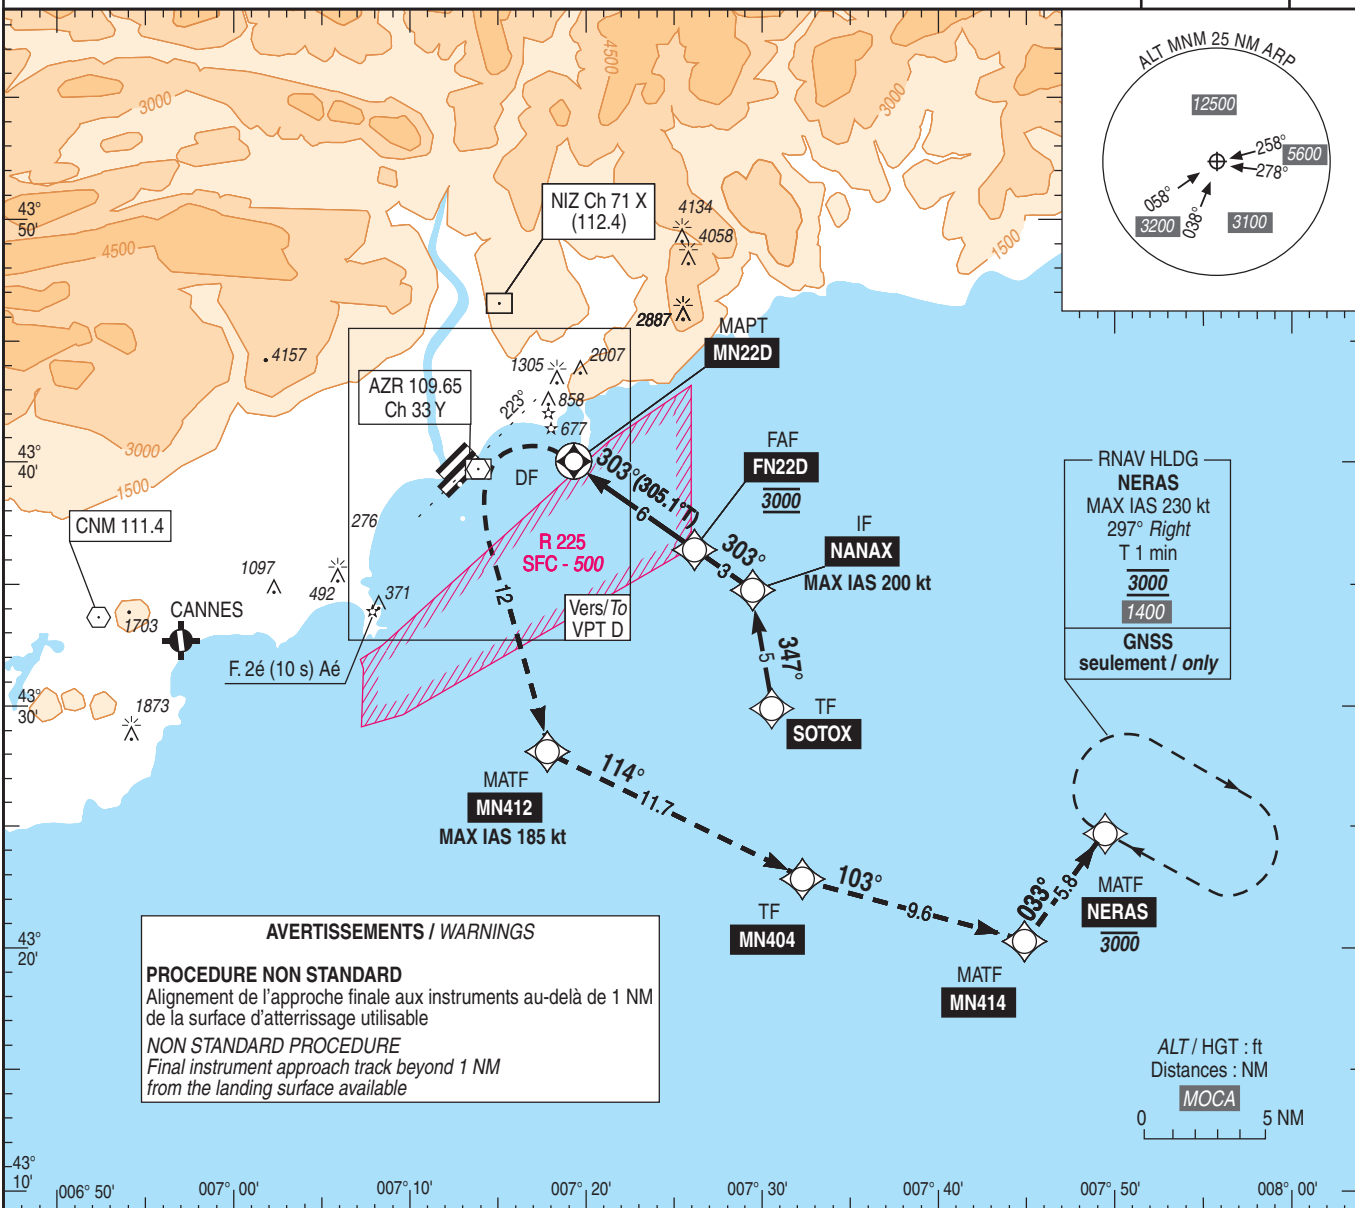 ALT MNM 25 NM ARP
12500
258°
5600
278°
058°
038°
3200
3100
3000
4500
3000
4500
1500
3000
1500
43°
50'
43°
40'
43°
30'
43°
20'
43°
10'
NIZ Ch 71 X
(112.4)
4134
4058
2887
4157
MAPT
MN22D
1305
2007
858
677
AZR 109.65
Ch 33 Y
223°
DF
303°(305.1°T)
6
FAF
FN22D
3000
303°
3
IF
NANAX
MAX IAS 200 kt
RNAV HLDG
NERAS
MAX IAS 230 kt
297° Right
T 1 min
3000
1400
GNSS
seulement / only
CNM 111.4
276
R 225
SFC - 500
1097
492
371
12
Vers/To
VPT D
CANNES
1703
F. 2é (10 s) Aé
1873
347°
5
TF
SOTOX
MATF
MN412
MAX IAS 185 kt
114°
11.7
TF
MN404
103°
9.6
033°
5.8
MATF
NERAS
3000
MATF
MN414
AVERTISSEMENTS / WARNINGS
PROCEDURE NON STANDARD
Alignement de l'approche finale aux instruments au-delà de 1 NM
de la surface d'atterrissage utilisable
NON STANDARD PROCEDURE
Final instrument approach track beyond 1 NM
from the landing surface available
ALT / HGT : ft
Distances : NM
MOCA
0 5 NM
006° 50' 007° 00' 007° 10' 007° 20' 007° 30' 007° 40' 007° 50' 008° 00'